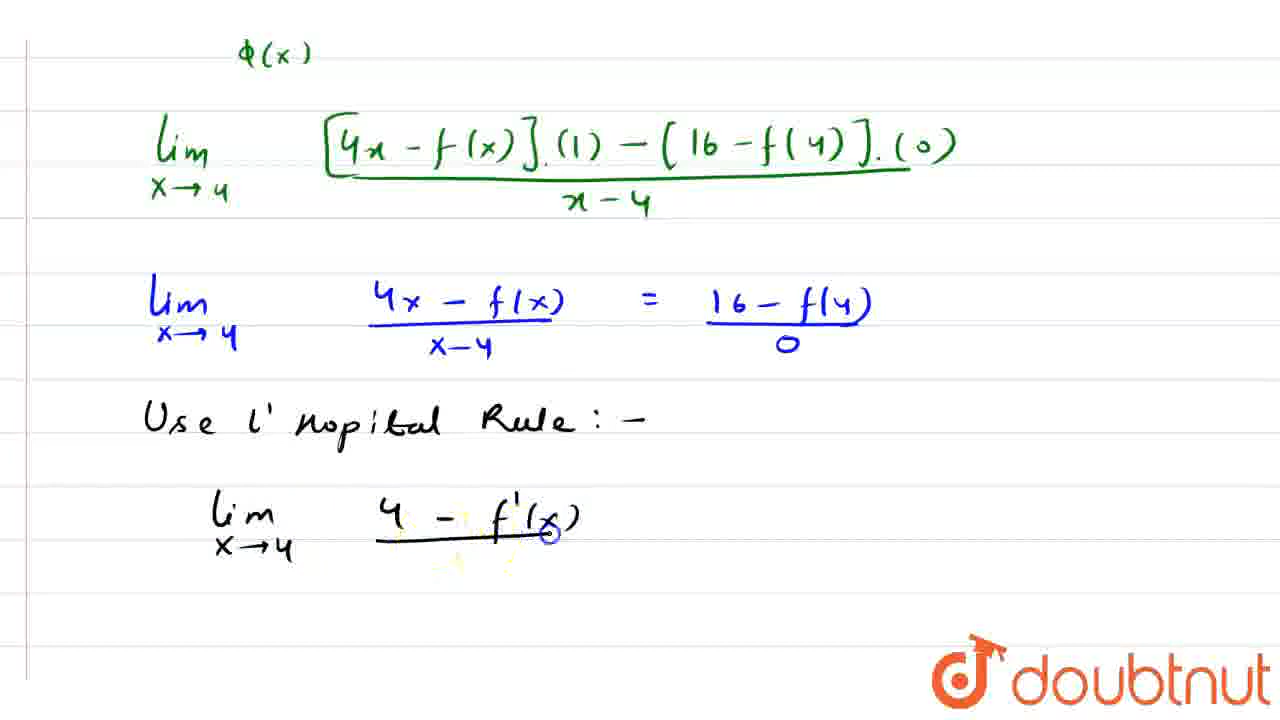 ϕ(x)
lim x→4 [4x - f(x)].(1) - [16 - f(4)].(0) / x - 4
lim x→4 4x - f(x) / x-4 = 16 - f(4) / 0
Use L' Hopital Rule: -
lim x→4 4 - f'(x)
doubtnut